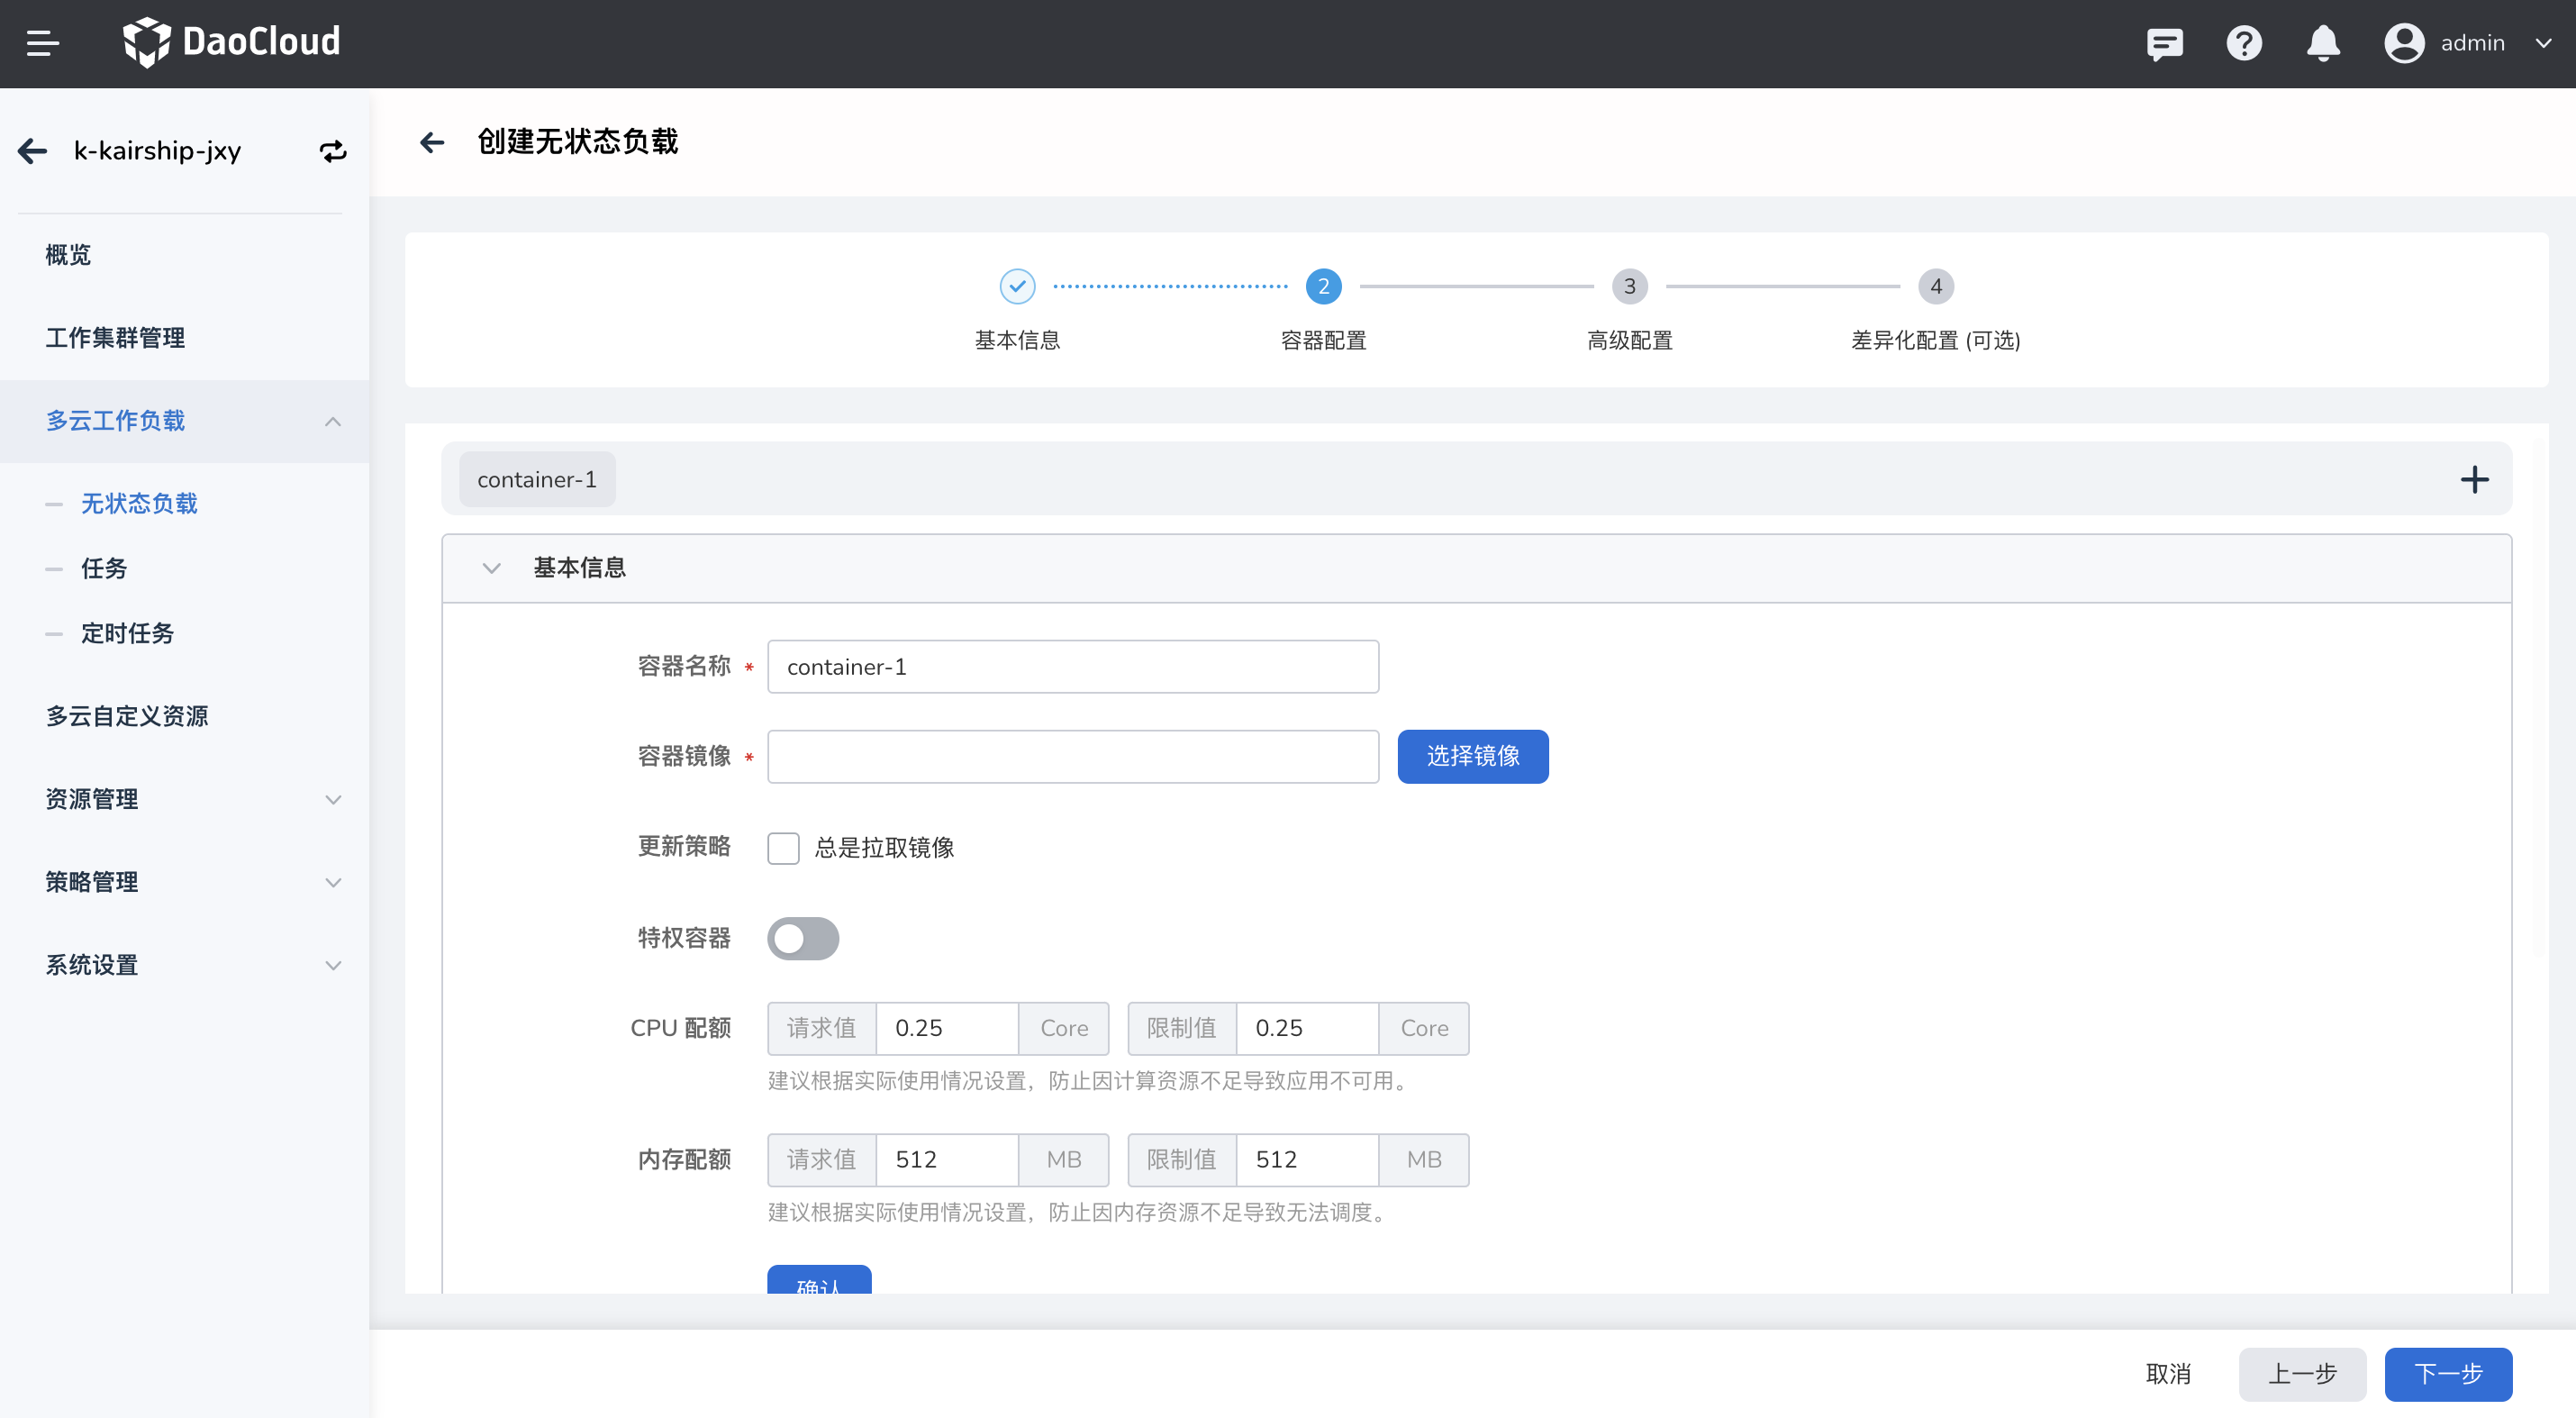 DaoCloud
admin
k-kairship-jxy
概览
工作集群管理
多云工作负载
无状态负载
任务
定时任务
多云自定义资源
资源管理
策略管理
系统设置
创建无状态负载
2
3
4
基本信息
容器配置
高级配置
差异化配置 (可选)
container-1
基本信息
容器名称 * container-1
容器镜像 * 选择镜像
更新策略 总是拉取镜像
特权容器
CPU 配额 请求值 0.25 Core 限制值 0.25 Core
建议根据实际使用情况设置，防止因计算资源不足导致应用不可用。
内存配额 请求值 512 MB 限制值 512 MB
建议根据实际使用情况设置，防止因内存资源不足导致无法调度。
确认
取消 上一步 下一步